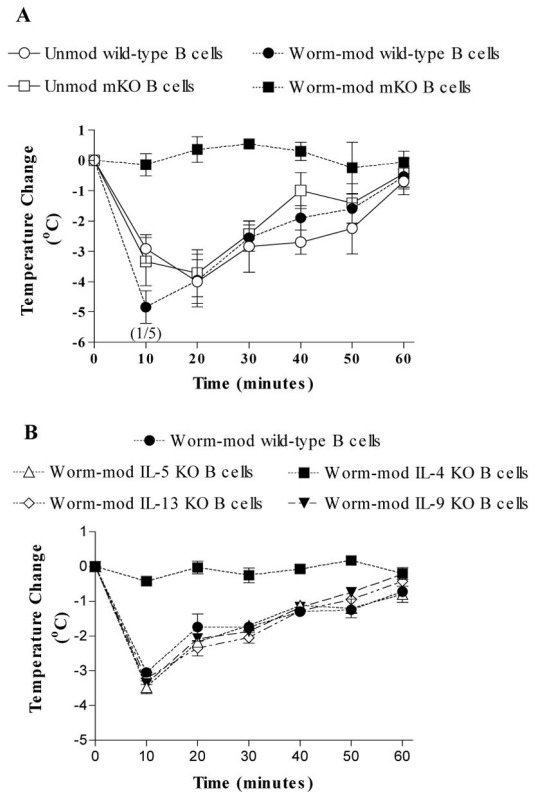 A
Unmod wild-type B cells
Worm-mod wild-type B cells
Unmod mKO B cells
Worm-mod mKO B cells
1
0
-1
-2
-3
-4
-5
-6
Temperature Change
(°C)
(1/5)
0 10 20 30 40 50 60
Time (minutes)
B
Worm-mod wild-type B cells
Worm-mod IL-5 KO B cells
Worm-mod IL-4 KO B cells
Worm-mod IL-13 KO B cells
Worm-mod IL-9 KO B cells
1
0
-1
-2
-3
-4
-5
Temperature Change
(°C)
0 10 20 30 40 50 60
Time (minutes)